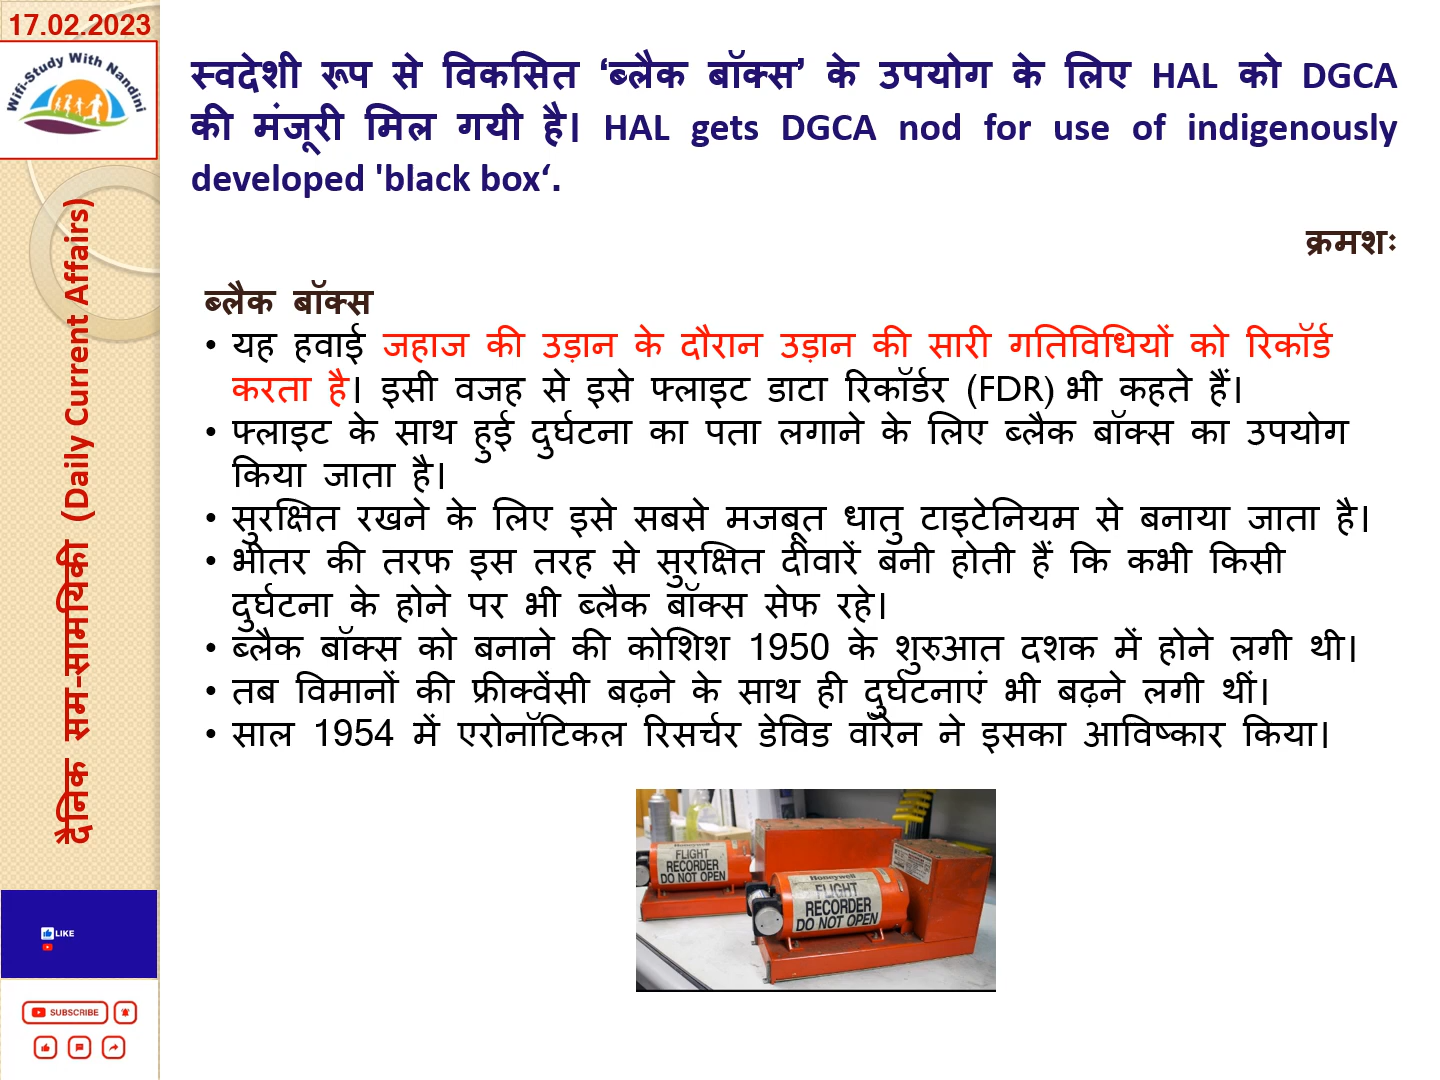 17.02.2023
Wifi-Study With Nandini
दैनिक सम-सामयिकी (Daily Current Affairs)
LIKE
SUBSCRIBE
स्वदेशी रूप से विकसित ‘ब्लैक बॉक्स’ के उपयोग के लिए HAL को DGCA
की मंजूरी मिल गयी है। HAL gets DGCA nod for use of indigenously
developed 'black box‘.
क्रमशः
ब्लैक बॉक्स
• यह हवाई जहाज की उड़ान के दौरान उड़ान की सारी गतिविधियों को रिकॉर्ड
करता है। इसी वजह से इसे फ्लाइट डाटा रिकॉर्डर (FDR) भी कहते हैं।
• फ्लाइट के साथ हुई दुर्घटना का पता लगाने के लिए ब्लैक बॉक्स का उपयोग
किया जाता है।
• सुरक्षित रखने के लिए इसे सबसे मजबूत धातु टाइटेनियम से बनाया जाता है।
• भीतर की तरफ इस तरह से सुरक्षित दीवारें बनी होती हैं कि कभी किसी
दुर्घटना के होने पर भी ब्लैक बॉक्स सेफ रहे।
• ब्लैक बॉक्स को बनाने की कोशिश 1950 के शुरुआत दशक में होने लगी थी।
• तब विमानों की फ्रीक्वेंसी बढ़ने के साथ ही दुर्घटनाएं भी बढ़ने लगी थीं।
• साल 1954 में एरोनॉटिकल रिसर्चर डेविड वॉरेन ने इसका आविष्कार किया।
FLIGHT
RECORDER
DO NOT OPEN
Honeywell
FLIGHT
RECORDER
DO NOT OPEN